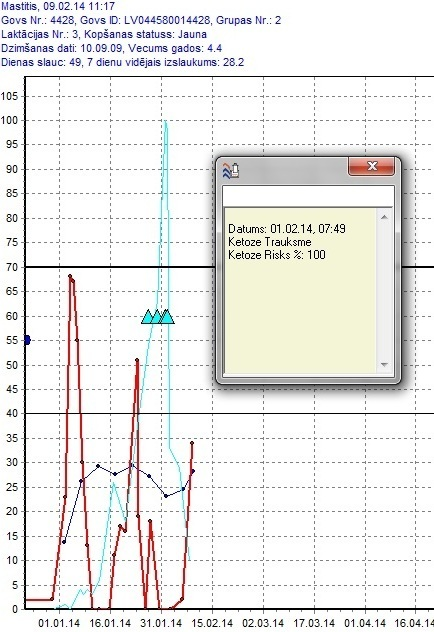 Mastitis, 09.02.14 11:17
Govs Nr.: 4428, Govs ID: LV044580014428, Grupas Nr.: 2
Laktācijas Nr.: 3, Kopšanas statuss: Jauna
Dzimšanas dati: 10.09.09, Vecums gados: 4.4
Dienas slauc: 49, 7 dienu vidējais izslaukums: 28.2
105
100
95
90
85
80
75
70
65
60
55
50
45
40
35
30
25
20
15
10
5
0
X
Datums: 01.02.14, 07:49
Ketoze Trauksme
Ketoze Risks %: 100
01.01.14 16.01.14 31.01.14 15.02.14 02.03.14 17.03.14 01.04.14 16.04.14